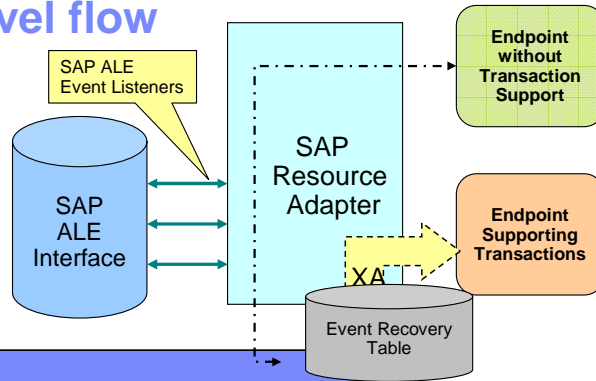 vel flow
SAP ALE
Event Listeners
SAP
ALE
Interface
SAP
Resource
Adapter
XA
Event Recovery
Table
Endpoint
without
Transaction
Support
Endpoint
Supporting
Transactions